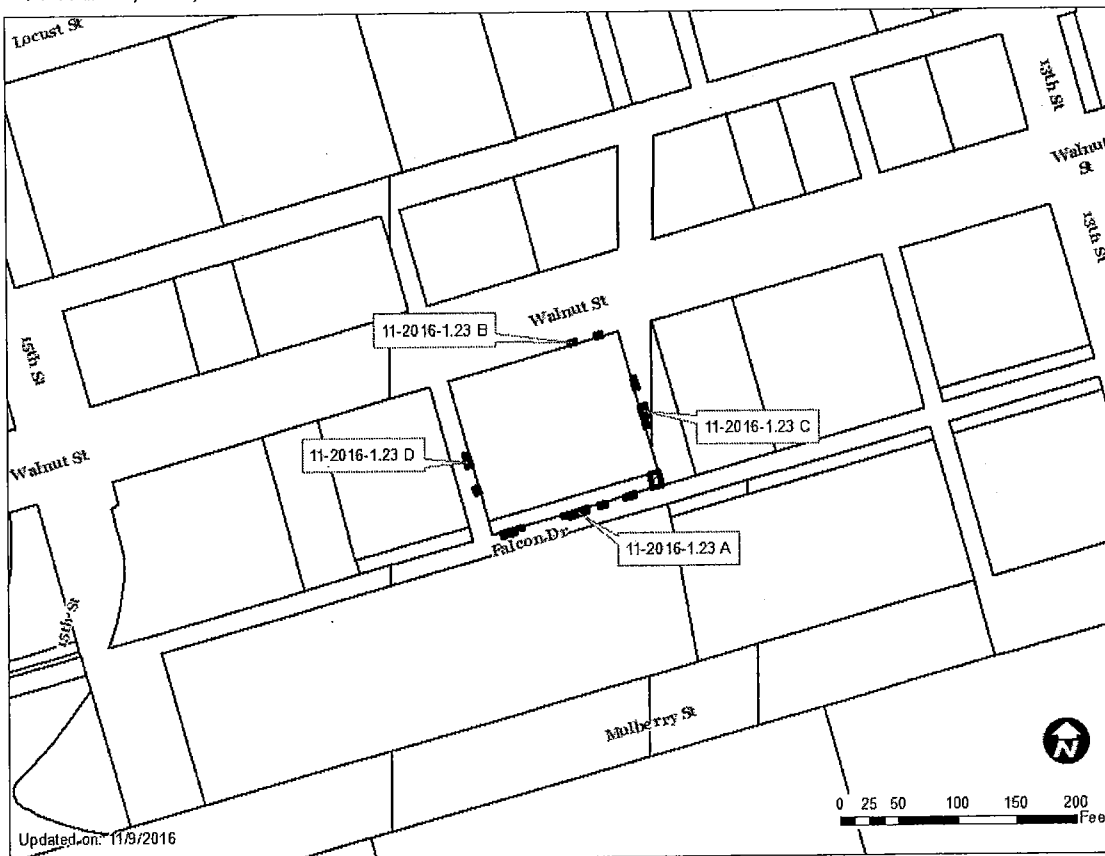 Locust St
13th St
Walnut
St
13th St
Walnut St
11-2016-1.23 B
15th St
11-2016-1.23 C
Walnut St
11-2016-1.23 D
Falcon Dr
11-2016-1.23 A
15th St
Mulberry St
N
0 25 50 100 150 200
Fee
Updated on: 11/9/2016